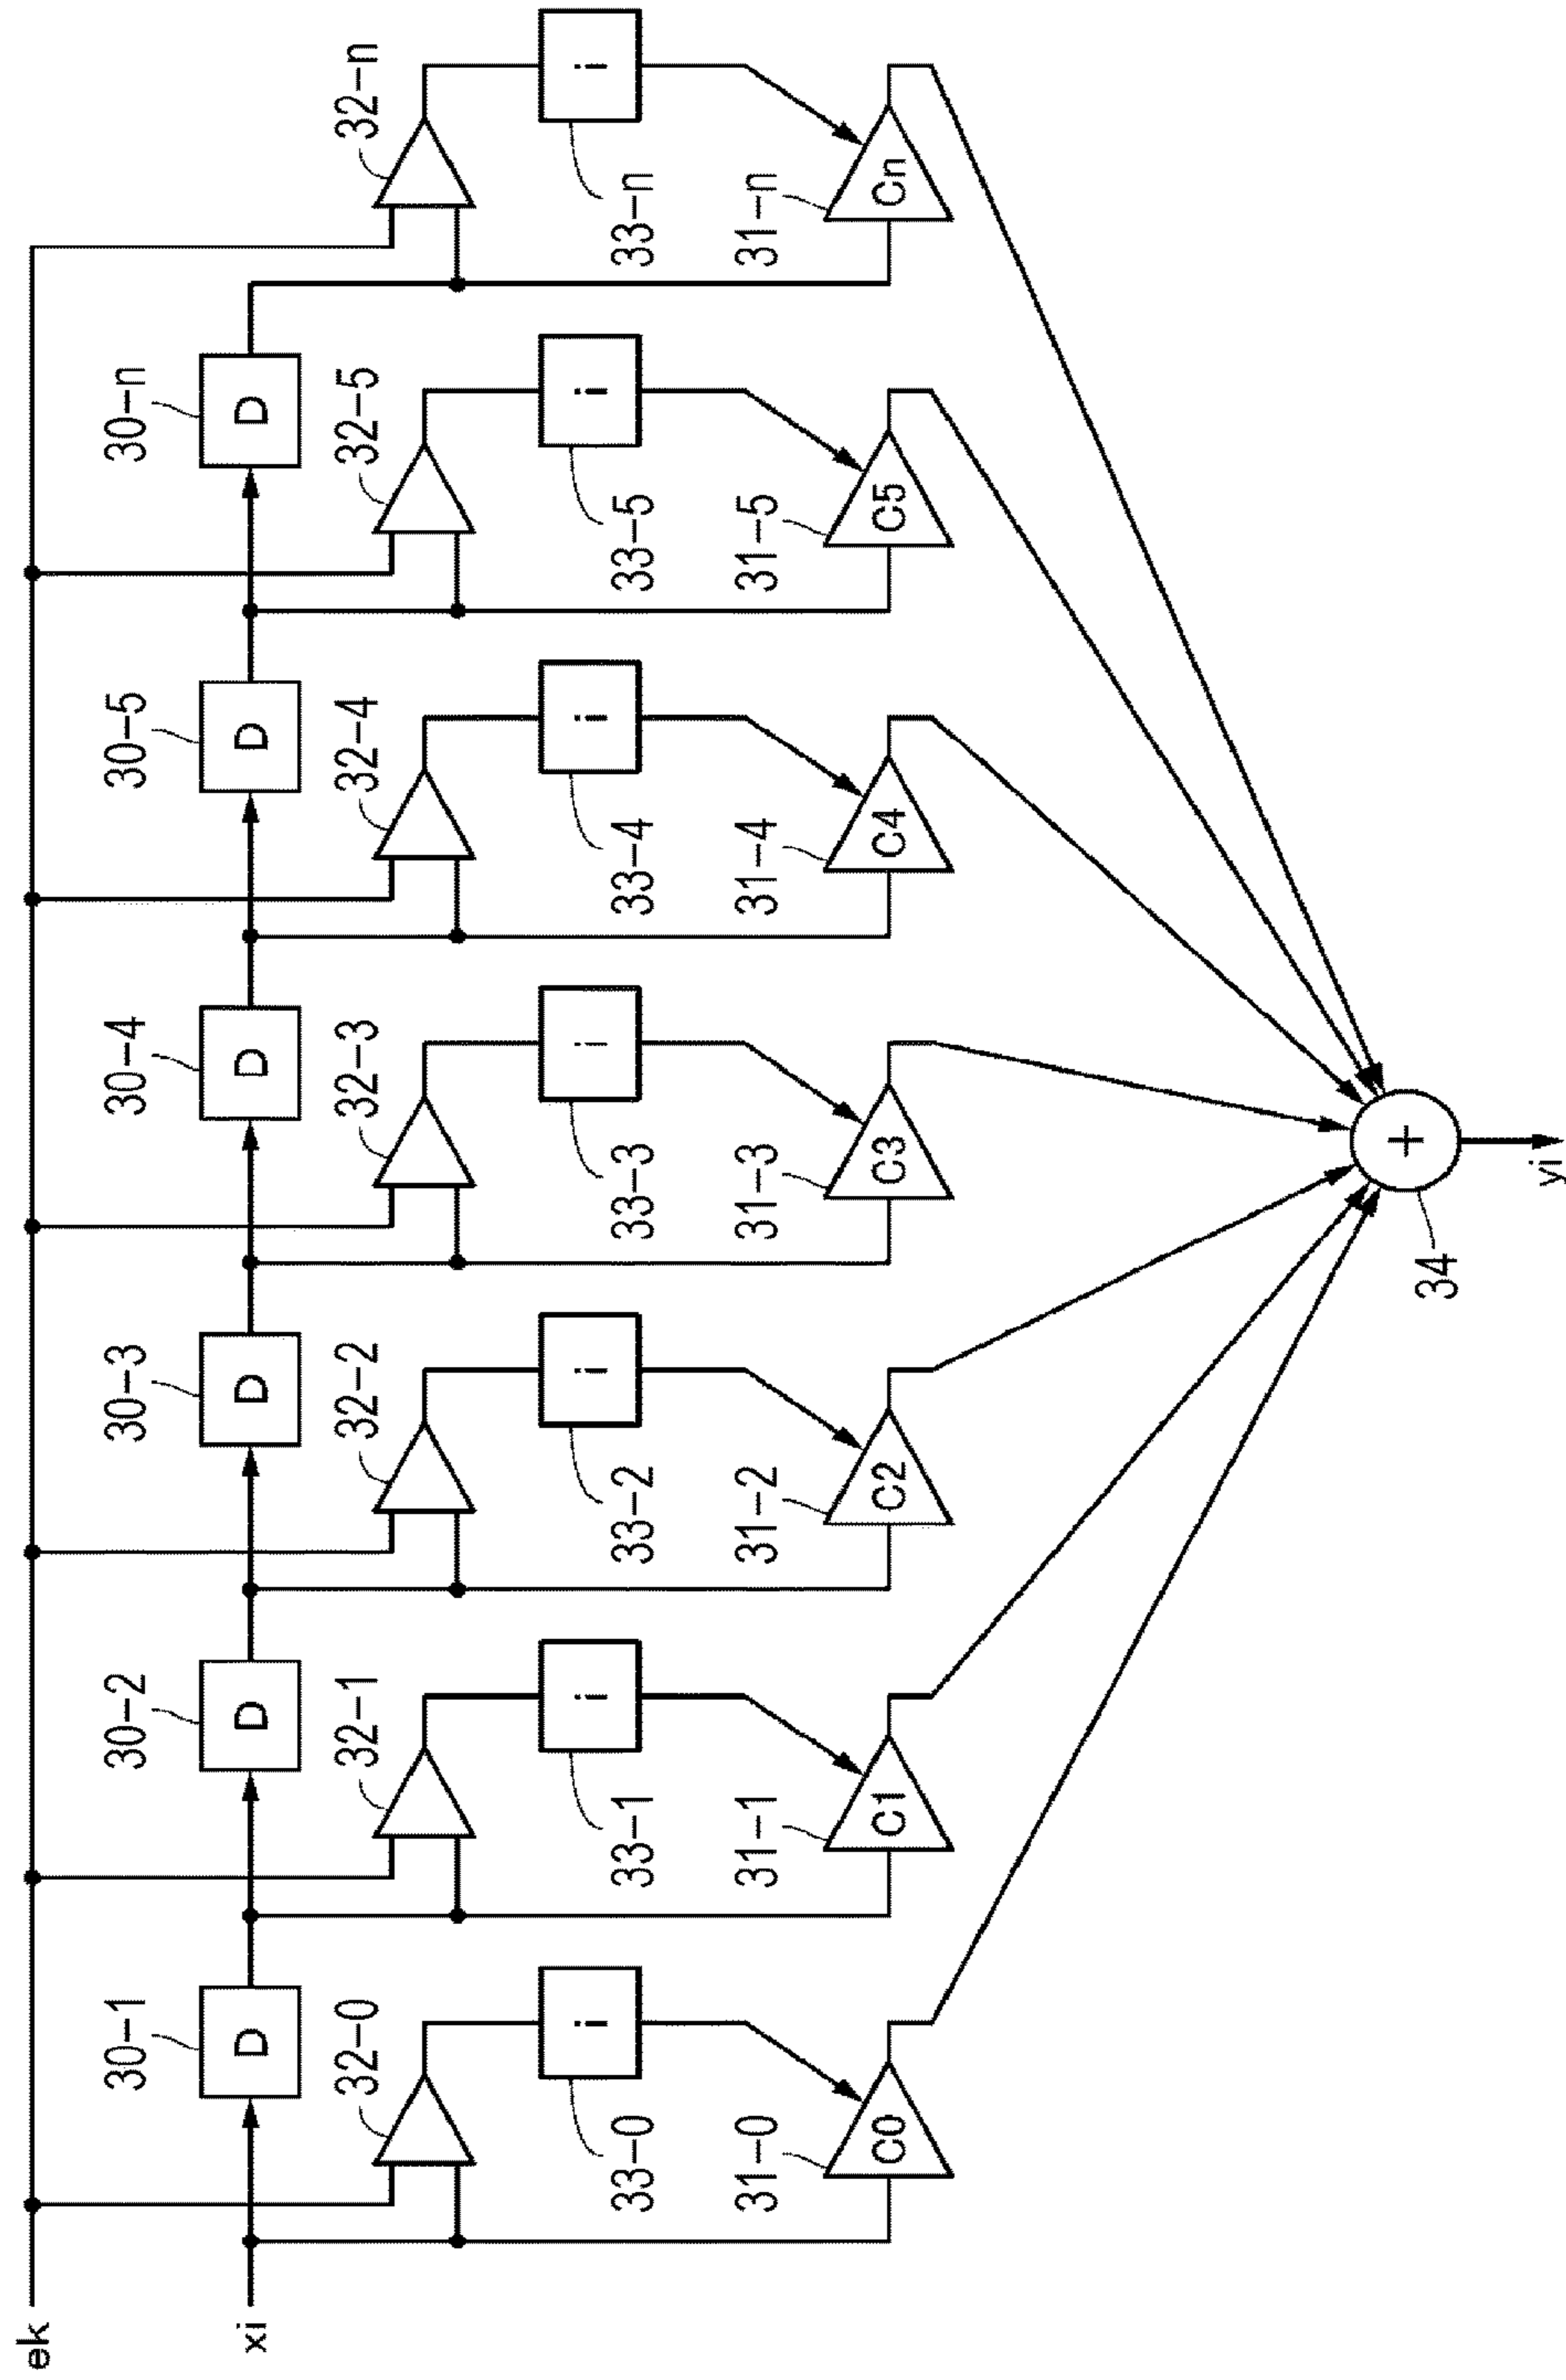 ek
xi
30-1
30-2
30-3
30-4
30-5
30-n
D
D
D
D
D
D
32-0
32-1
32-2
32-3
32-4
32-5
32-n
i
i
i
i
i
i
i
33-0
33-1
33-2
33-3
33-4
33-5
33-n
31-0
31-1
31-2
31-3
31-4
31-5
31-n
C0
C1
C2
C3
C4
C5
Cn
+
34
yi